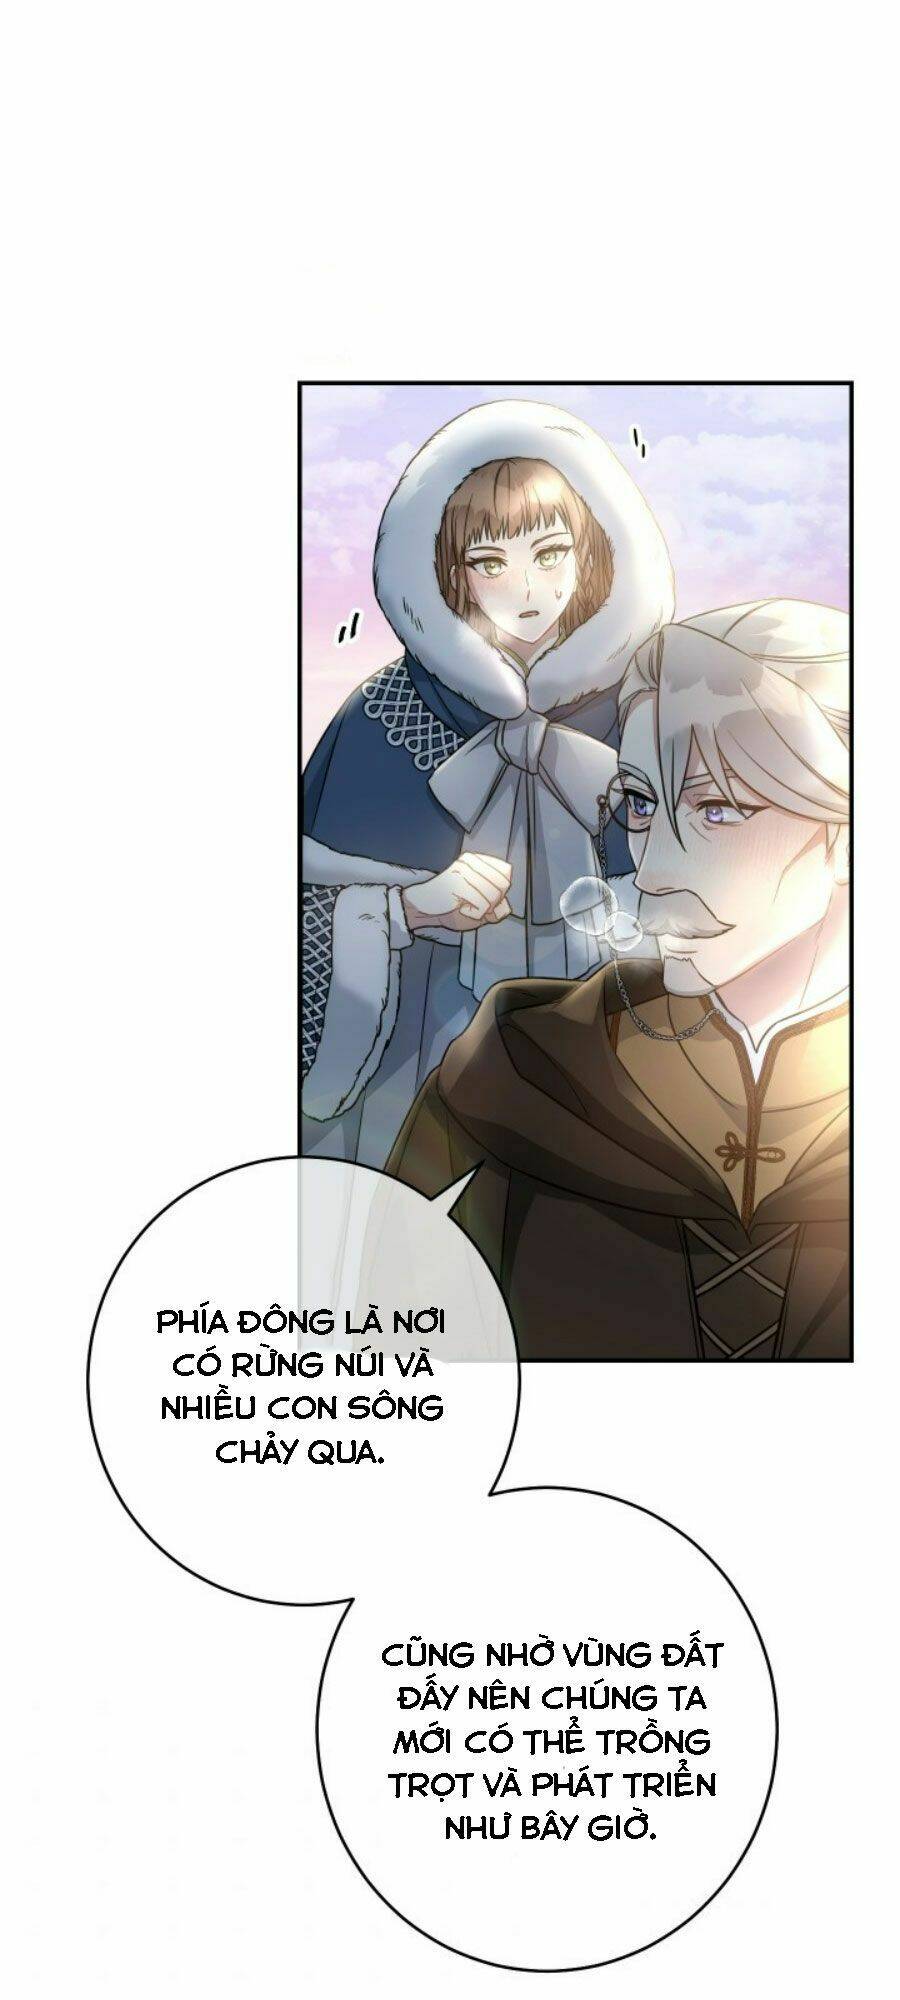 PHÍA ĐÔNG LÀ NƠI
CÓ RỪNG NÚI VÀ
NHIỀU CON SÔNG
CHẢY QUA.
CŨNG NHỜ VÙNG ĐẤT
ĐẤY NÊN CHÚNG TA
MỚI CÓ THỂ TRỒNG
TRỌT VÀ PHÁT TRIỂN
NHƯ BÂY GIỜ.